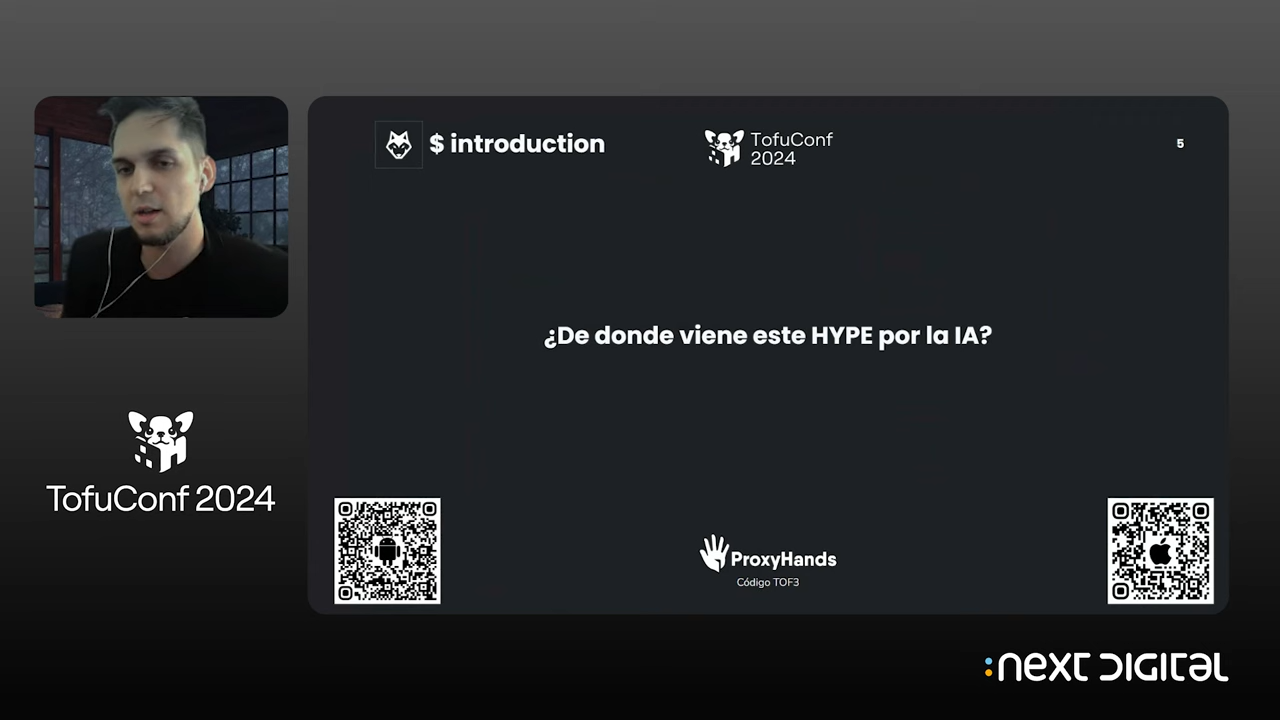 $ introduction
TofuConf
2024
5
¿De donde viene este HYPE por la IA?
TofuConf 2024
ProxyHands
Código TOF3
:next digital